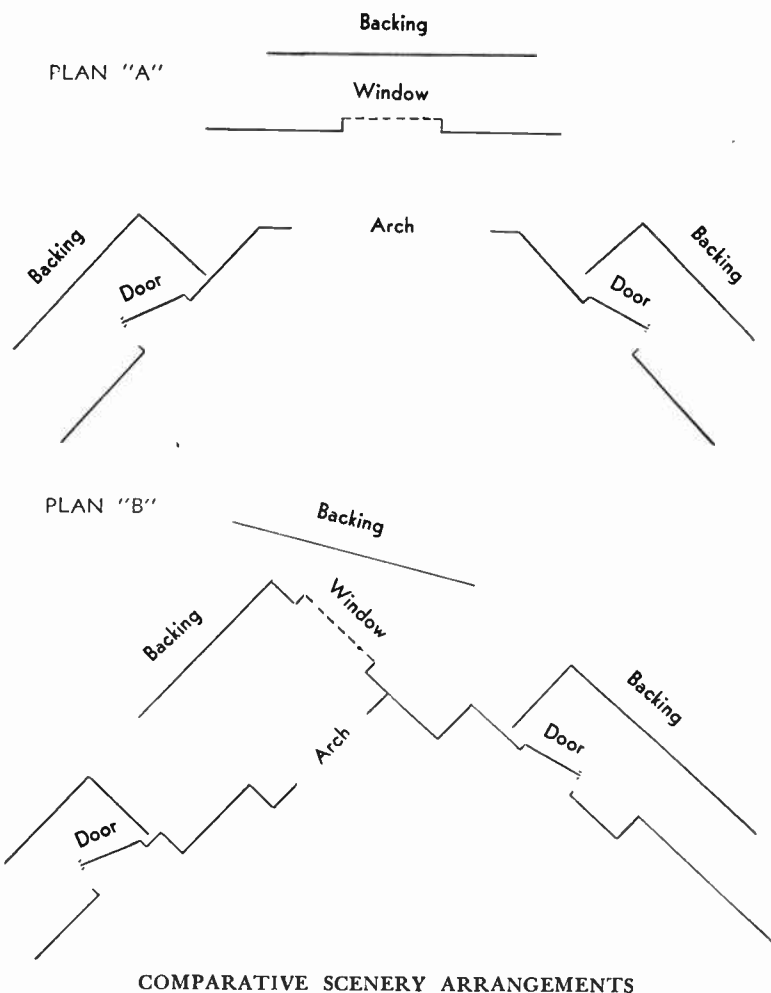 Backing
PLAN "A"
Window
Arch
Backing
Door
Backing
Door
PLAN "B"
Backing
Window
Backing
Backing
Arch
Door
Door
COMPARATIVE SCENERY ARRANGEMENTS